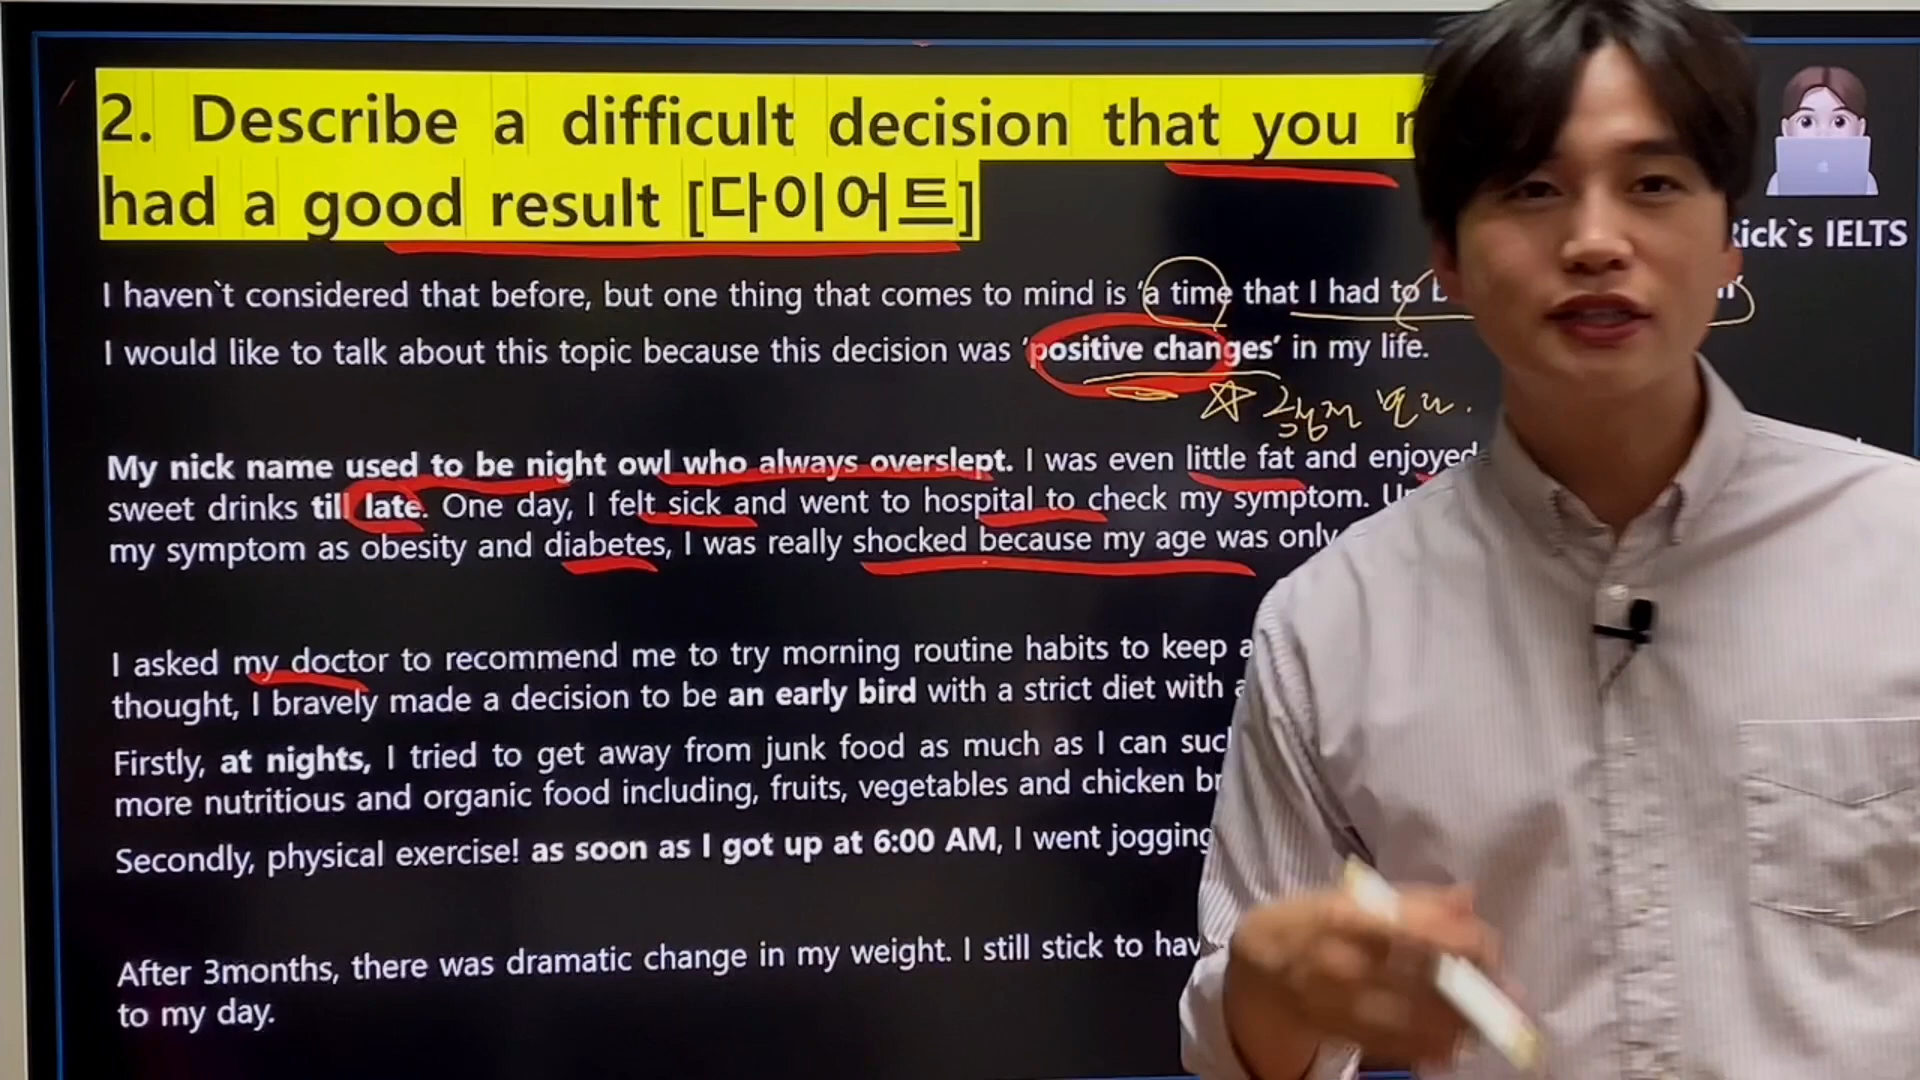 2. Describe a difficult decision that you
had a good result [다이어트]
Rick`s IELTS
I haven`t considered that before, but one thing that comes to mind is ‘a time that I had to
I would like to talk about this topic because this decision was ‘positive changes’ in my life.
My nick name used to be night owl who always overslept. I was even little fat and enjoyed
sweet drinks till late. One day, I felt sick and went to hospital to check my symptom.
my symptom as obesity and diabetes, I was really shocked because my age was only
I asked my doctor to recommend me to try morning routine habits to keep
thought, I bravely made a decision to be an early bird with a strict diet with
Firstly, at nights, I tried to get away from junk food as much as I can
more nutritious and organic food including, fruits, vegetables and chicken
Secondly, physical exercise! as soon as I got up at 6:00 AM, I went jogging
After 3months, there was dramatic change in my weight. I still stick to
to my day.